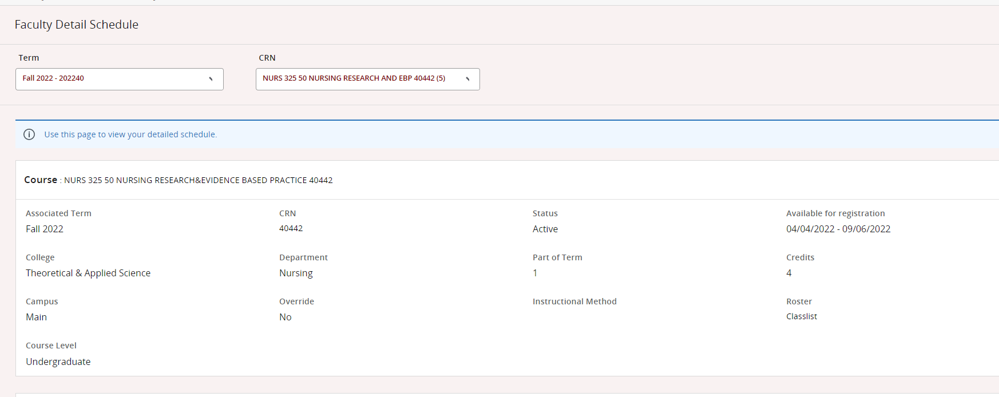 Faculty Detail Schedule
Term
CRN
Fall 2022 - 202240
NURS 325 50 NURSING RESEARCH AND EBP 40442 (5)
Use this page to view your detailed schedule.
Course : NURS 325 50 NURSING RESEARCH&EVIDENCE BASED PRACTICE 40442
Associated Term
CRN
Status
Available for registration
Fall 2022
40442
Active
04/04/2022 - 09/06/2022
College
Department
Part of Term
Credits
Theoretical & Applied Science
Nursing
1
4
Campus
Override
Instructional Method
Roster
Main
No
Classlist
Course Level
Undergraduate